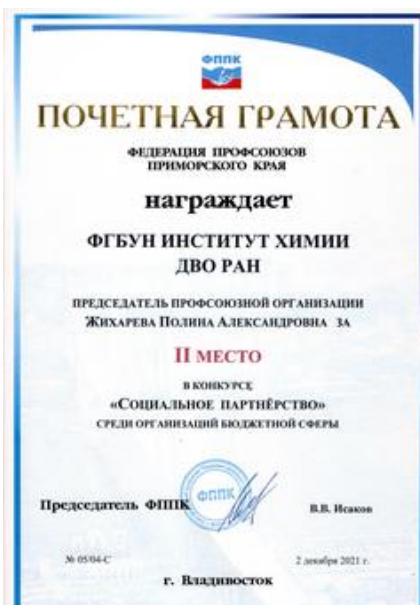 ФППК
ПОЧЕТНАЯ ГРАМОТА
ФЕДЕРАЦИЯ ПРОФСОЮЗОВ
ПРИМОРСКОГО КРАЯ
награждает
ФГБУН ИНСТИТУТ ХИМИИ
ДВО РАН
ПРЕДСЕДАТЕЛЬ ПРОФСОЮЗНОЙ ОРГАНИЗАЦИИ
ЖИХАРЕВА ПОЛИНА АЛЕКСАНДРОВНА ЗА
II МЕСТО
В КОНКУРСЕ
«СОЦИАЛЬНОЕ ПАРТНЁРСТВО»
СРЕДИ ОРГАНИЗАЦИЙ БЮДЖЕТНОЙ СФЕРЫ
ФППК
Председатель ФППК В.В. Исаков
№ 05/04-С 2 декабря 2021 г.
г. Владивосток